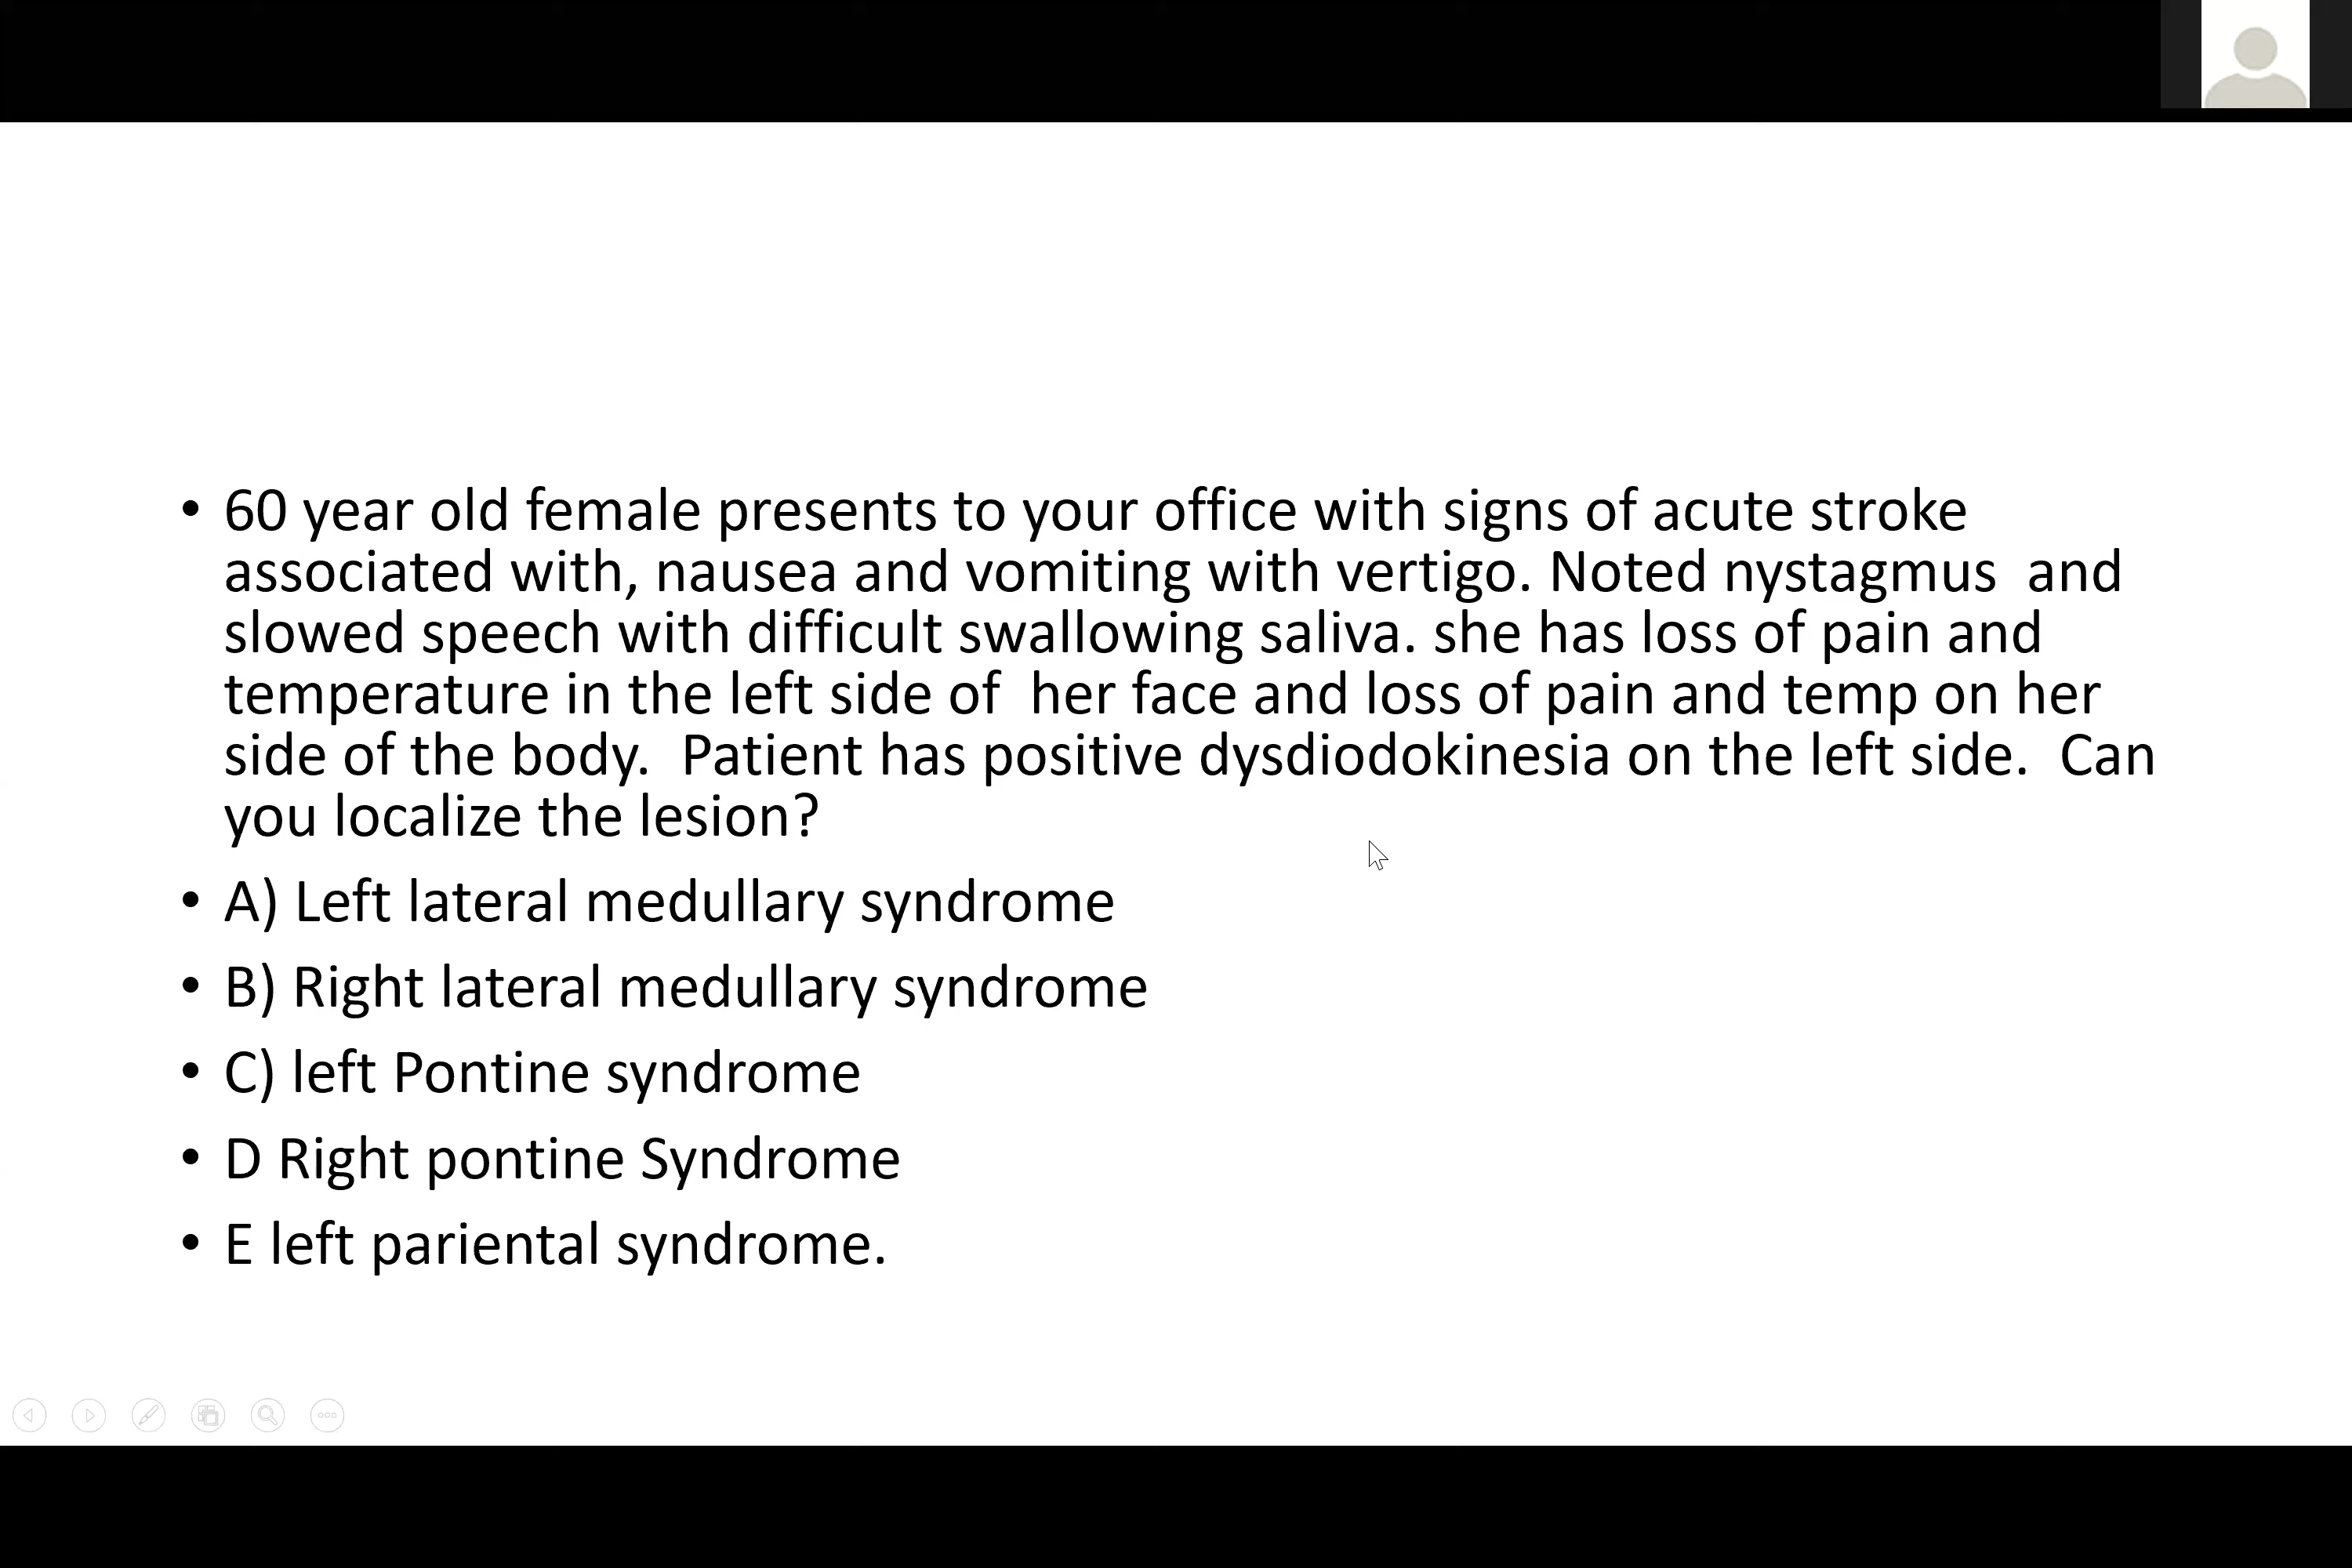 • 60 year old female presents to your office with signs of acute stroke
associated with, nausea and vomiting with vertigo. Noted nystagmus  and
slowed speech with difficult swallowing saliva. she has loss of pain and
temperature in the left side of  her face and loss of pain and temp on her
side of the body.  Patient has positive dysdiodokinesia on the left side.  Can
you localize the lesion?
• A) Left lateral medullary syndrome
• B) Right lateral medullary syndrome
• C) left Pontine syndrome
• D Right pontine Syndrome
• E left pariental syndrome.